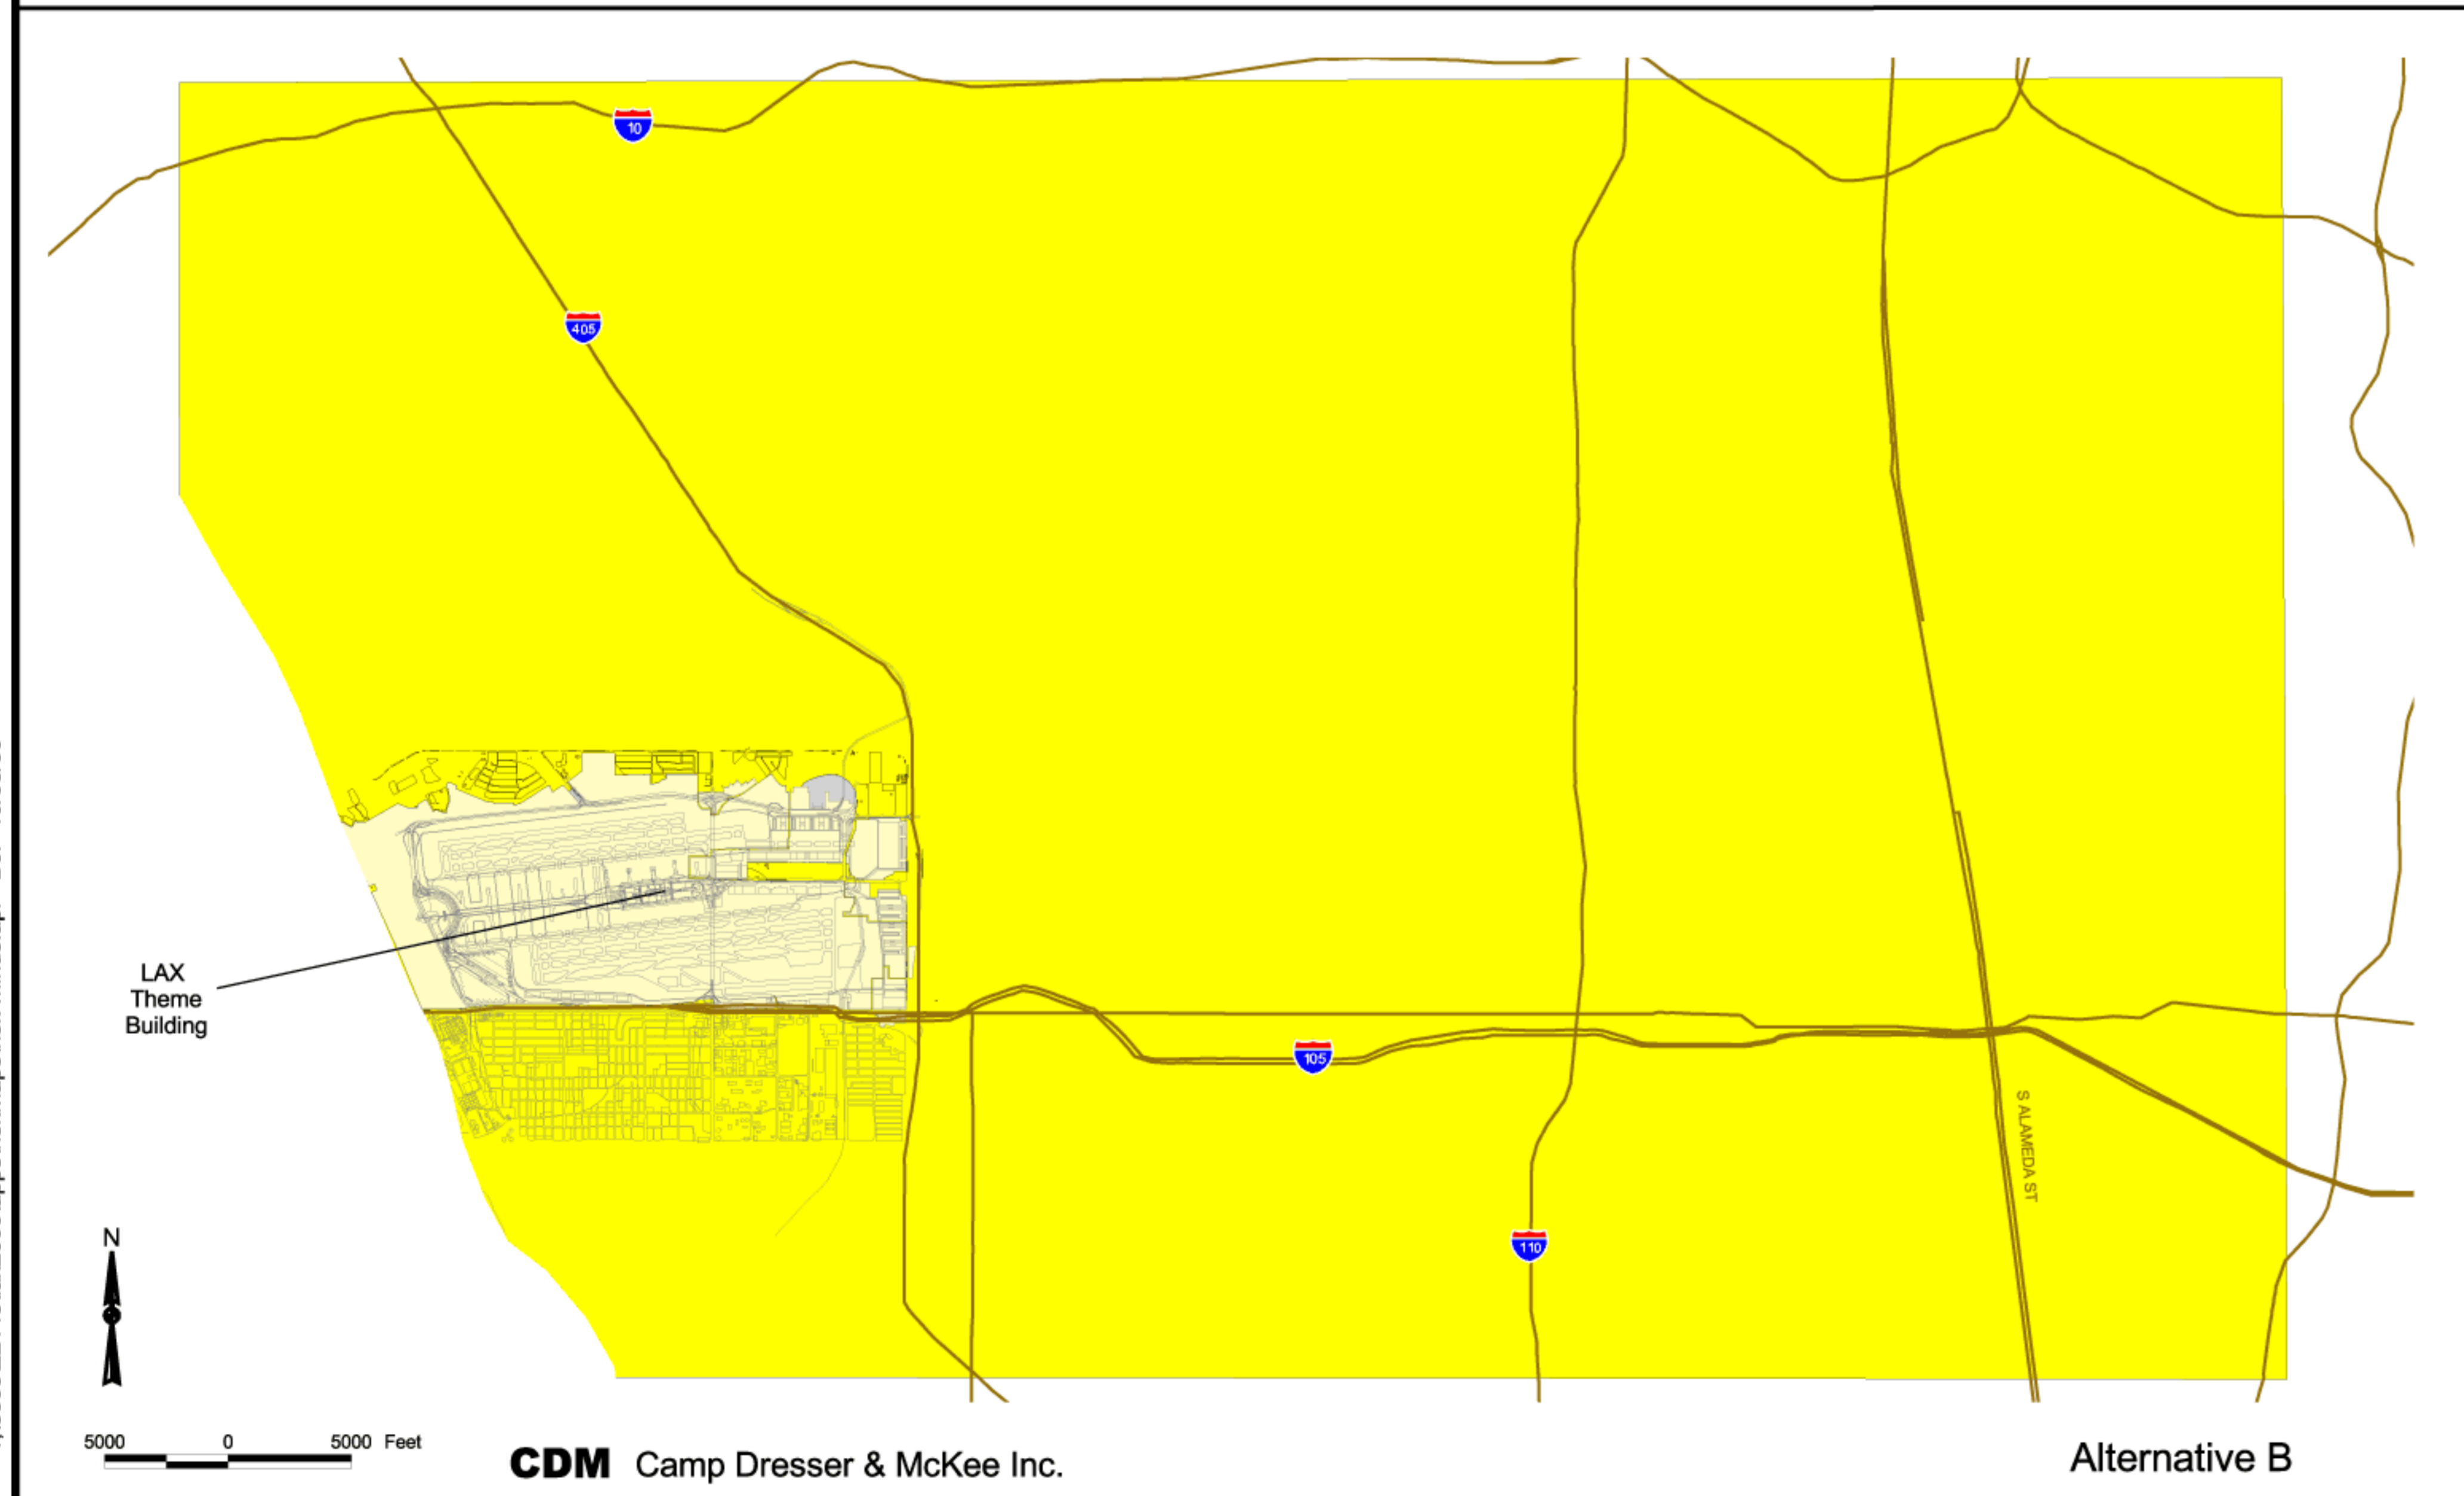 10
405
LAX
Theme
Building
105
S ALAMEDA ST
110
N
5000 0 5000 Feet
CDM Camp Dresser & McKee Inc.
Alternative B